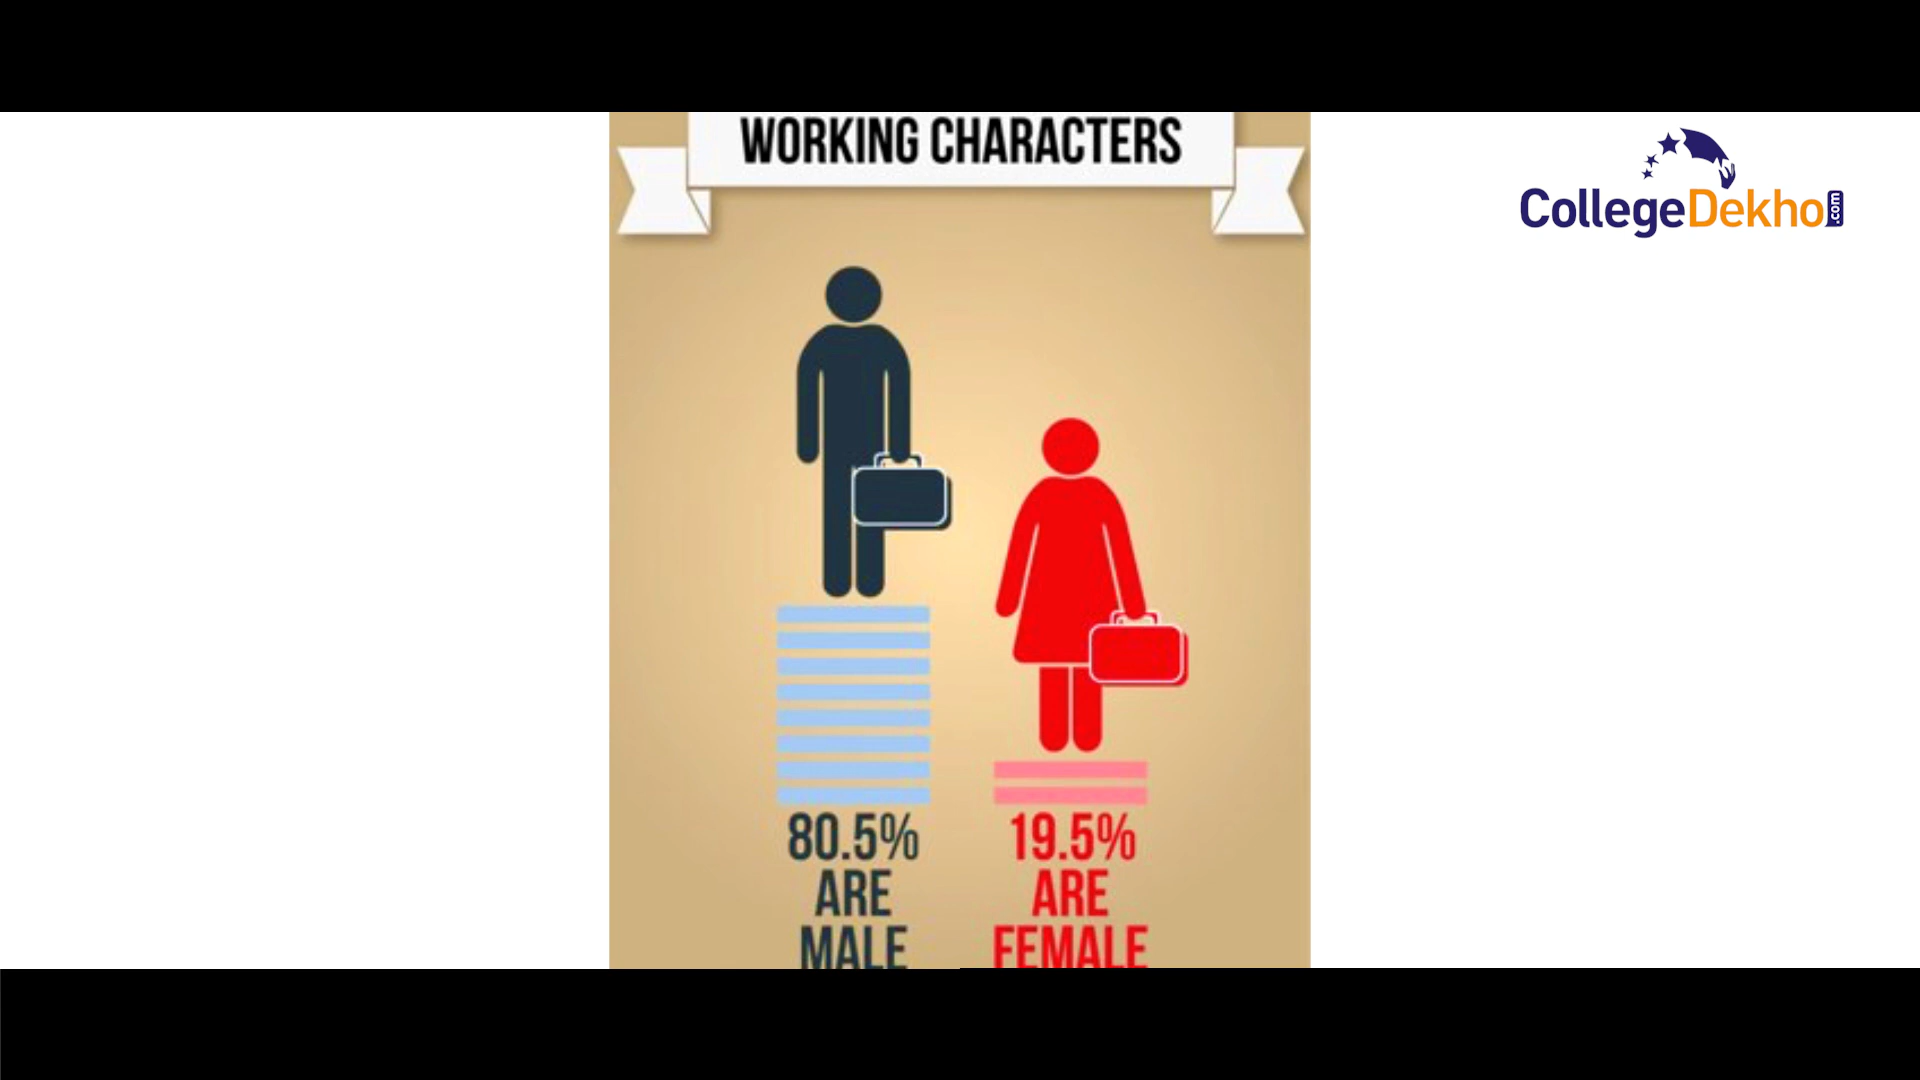 WORKING CHARACTERS
CollegeDekho.com
80.5%
ARE
MALE
19.5%
ARE
FEMALE